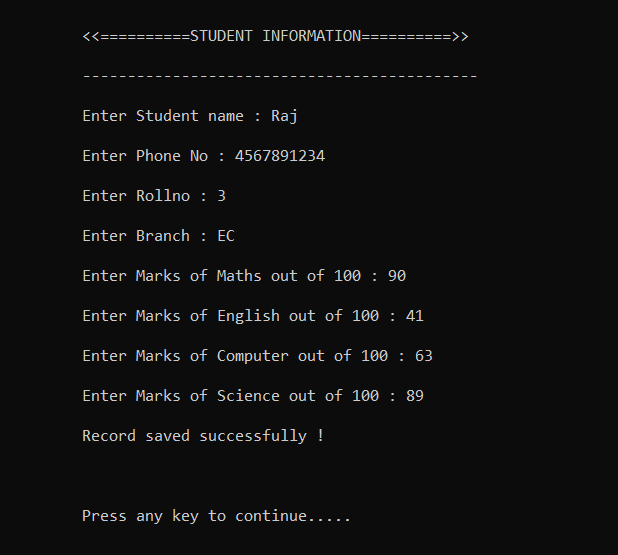 <<==========STUDENT INFORMATION==========>>
--------------------------------------------
Enter Student name : Raj
Enter Phone No : 4567891234
Enter Rollno : 3
Enter Branch : EC
Enter Marks of Maths out of 100 : 90
Enter Marks of English out of 100 : 41
Enter Marks of Computer out of 100 : 63
Enter Marks of Science out of 100 : 89
Record saved successfully !
Press any key to continue.....